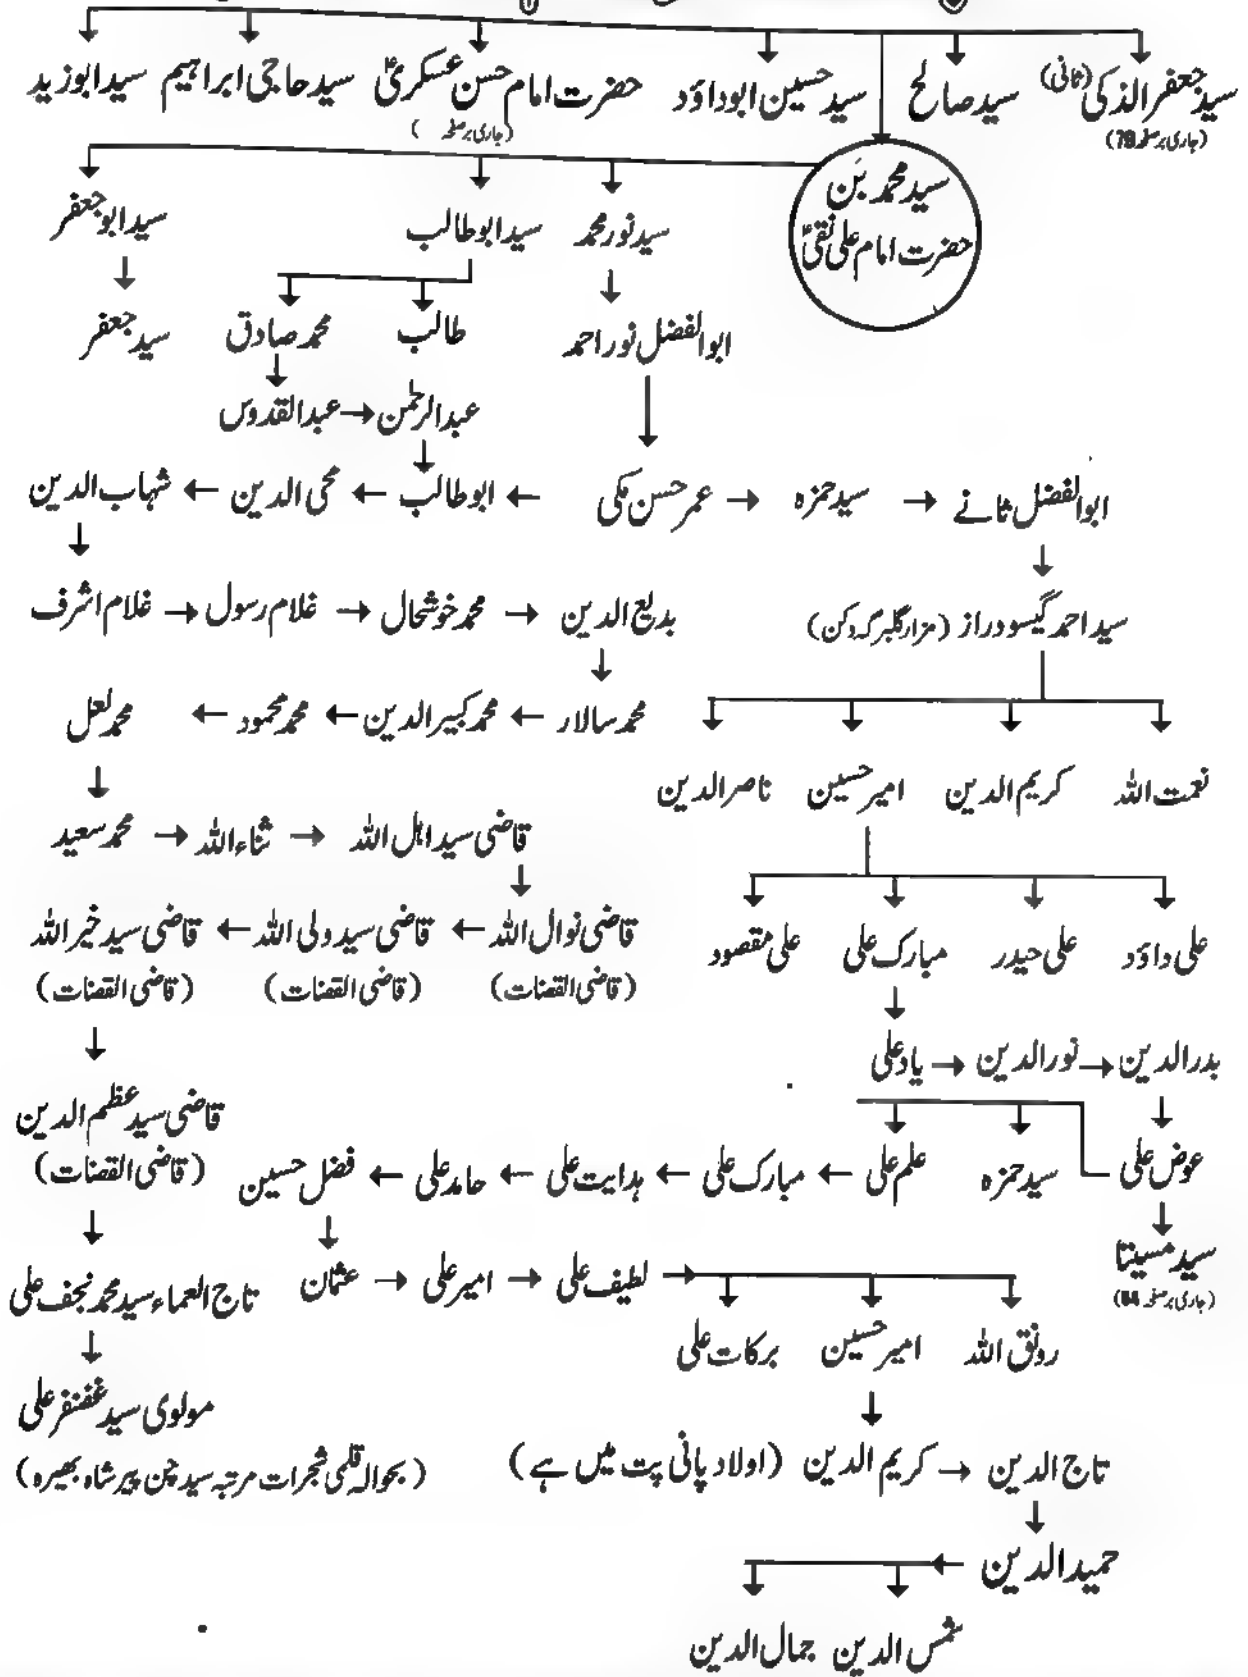 سید جعفر الذکی (ثانی) سید صالح سید حسین ابوداؤد حضرت امام حسن عسکریؑ سید حاجی ابراہیم سید ابوزید
(جاری بر صفحہ 79) (جاری بر صفحہ )
سید محمد بن
حضرت امام علی نقیؑ
سید نور محمد سید ابوطالب سید ابو جعفر
ابوالفضل نور احمد طالب محمد صادق سید جعفر
عبدالرحمٰن → عبدالقدوس
ابوالفضل ثانے → سید حمزہ → عمر حسن مکی ← ابوطالب ← محی الدین ← شہاب الدین
سید احمد گیسودراز (مزار گلبرگہ دکن) بدیع الدین → محمد خوشحال → غلام رسول → غلام اشرف
محمد سالار ← محمد کبیر الدین ← محمد محمود ← محمد لعل
نعمت اللہ کریم الدین امیر حسین ناصر الدین
قاضی سید اہل اللہ → ثناء اللہ → محمد سعید
علی داؤد علی حیدر مبارک علی علی مقصود قاضی نوال اللہ ← قاضی سید ولی اللہ ← قاضی سید خیر اللہ
(قاضی القضات) (قاضی القضات) (قاضی القضات)
بدر الدین → نور الدین → یاد علی
قاضی سید عظم الدین
(قاضی القضات)
عوض علی سید حمزہ علم علی ← مبارک علی ← ہدایت علی ← حامد علی ← فضل حسین
سید مسیتا لطیف علی → امیر علی → عثمان تاج العماء سید محمد نجف علی
(جاری بر صفحہ 84)
رونق اللہ امیر حسین برکات علی
مولوی سید غضنفر علی
تاج الدین → کریم الدین (اولاد پانی پت میں ہے) (بحوالہ قلمی شجرات مرتبہ سید چن پیر شاہ بھیرہ)
حمید الدین
شمس الدین جمال الدین